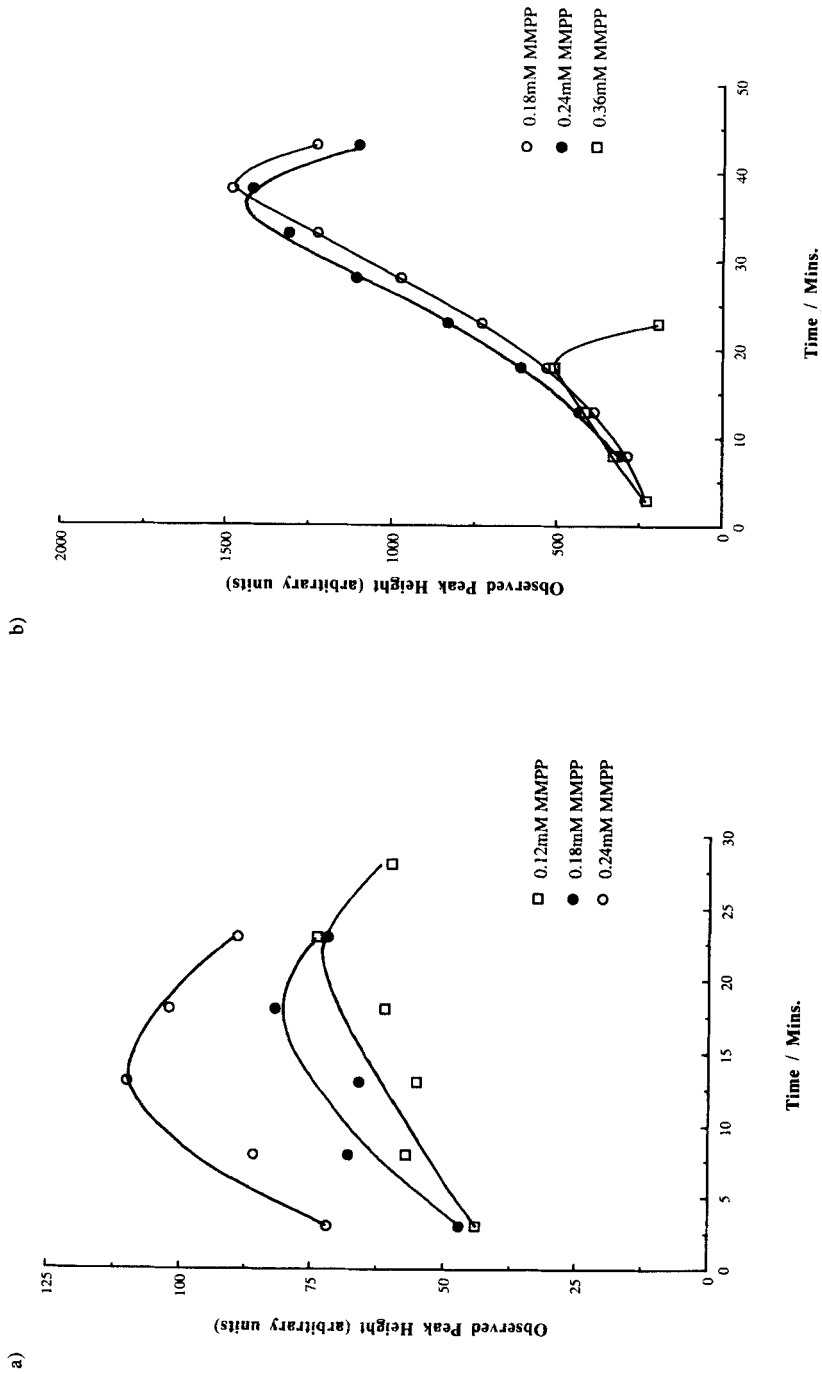 a)
Observed Peak Height (arbitrary units)
125
100
75
50
25
0
0 5 10 15 20 25 30
Time / Mins.
0.12mM MMPP
0.18mM MMPP
0.24mM MMPP
b)
Observed Peak Height (arbitrary units)
2000
1500
1000
500
0
0 10 20 30 40 50
Time / Mins.
0.18mM MMPP
0.24mM MMPP
0.36mM MMPP